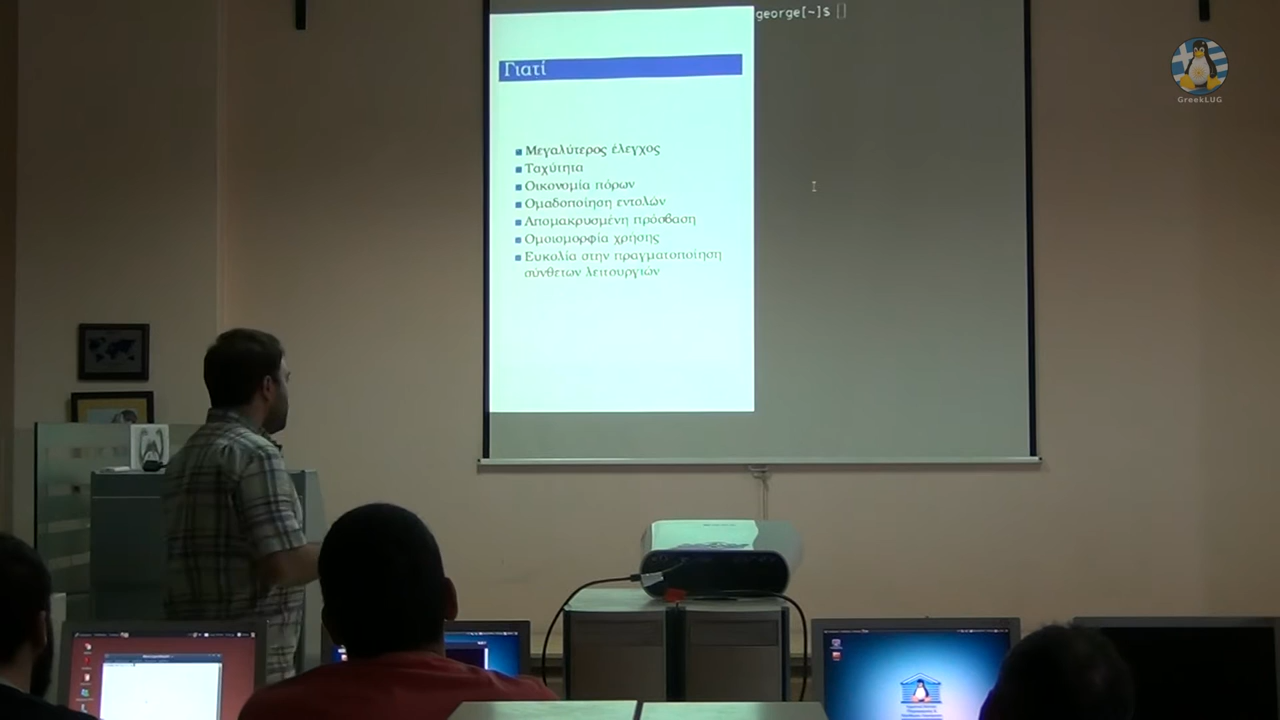 george[~]$
Γιατί
Μεγαλύτερος έλεγχος
Ταχύτητα
Οικονομία πόρων
Ομαδοποίηση εντολών
Απομακρυσμένη πρόσβαση
Ομοιομορφία χρήσης
Ευκολία στην πραγματοποίηση
σύνθετων λειτουργιών
GreekLUG